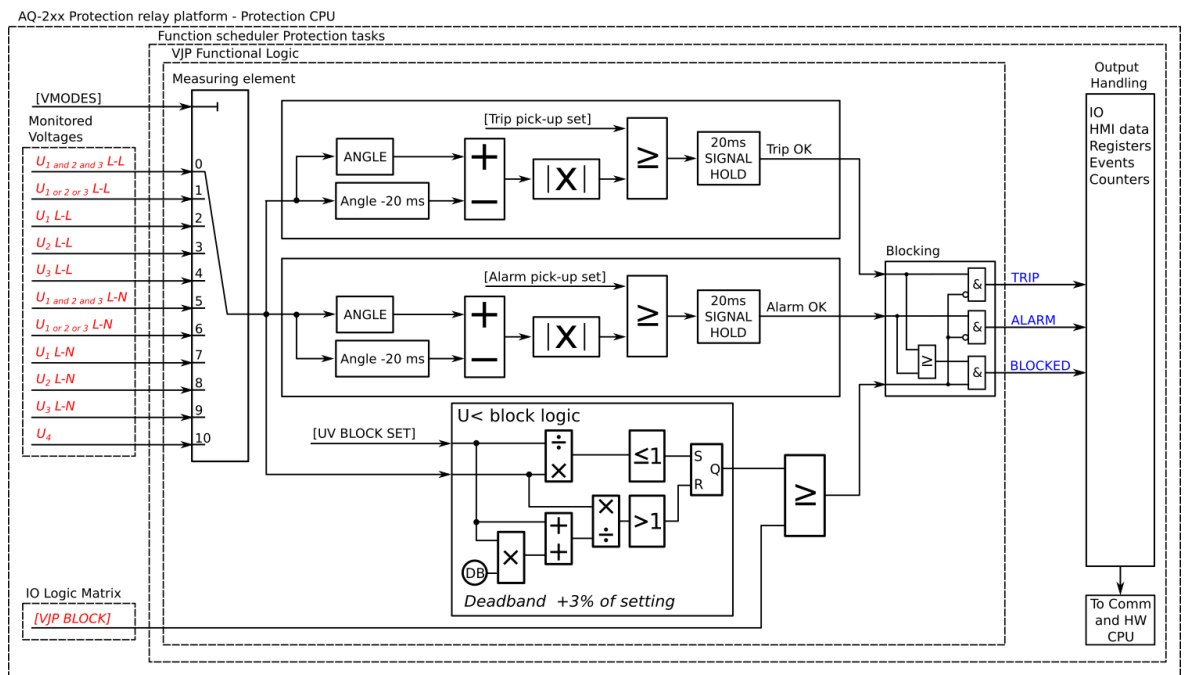 AQ-2xx Protection relay platform - Protection CPU
Function scheduler Protection tasks
VJP Functional Logic
Measuring element
[VMODES]
Monitored
Voltages
U1 and 2 and 3 L-L
U1 or 2 or 3 L-L
U1 L-L
U2 L-L
U3 L-L
U1 and 2 and 3 L-N
U1 or 2 or 3 L-N
U1 L-N
U2 L-N
U3 L-N
U4
0
1
2
3
4
5
6
7
8
9
10
[Trip pick-up set]
ANGLE
Angle -20 ms
+
−
|X|
≥
20ms
SIGNAL
HOLD
Trip OK
[Alarm pick-up set]
ANGLE
Angle -20 ms
+
−
|X|
≥
20ms
SIGNAL
HOLD
Alarm OK
U< block logic
[UV BLOCK SET]
÷
×
≤1
S
R
Q
×
÷
>1
+
+
×
DB
Deadband +3% of setting
≥
Blocking
&
&
≥
&
TRIP
ALARM
BLOCKED
Output
Handling
IO
HMI data
Registers
Events
Counters
To Comm
and HW
CPU
IO Logic Matrix
[VJP BLOCK]